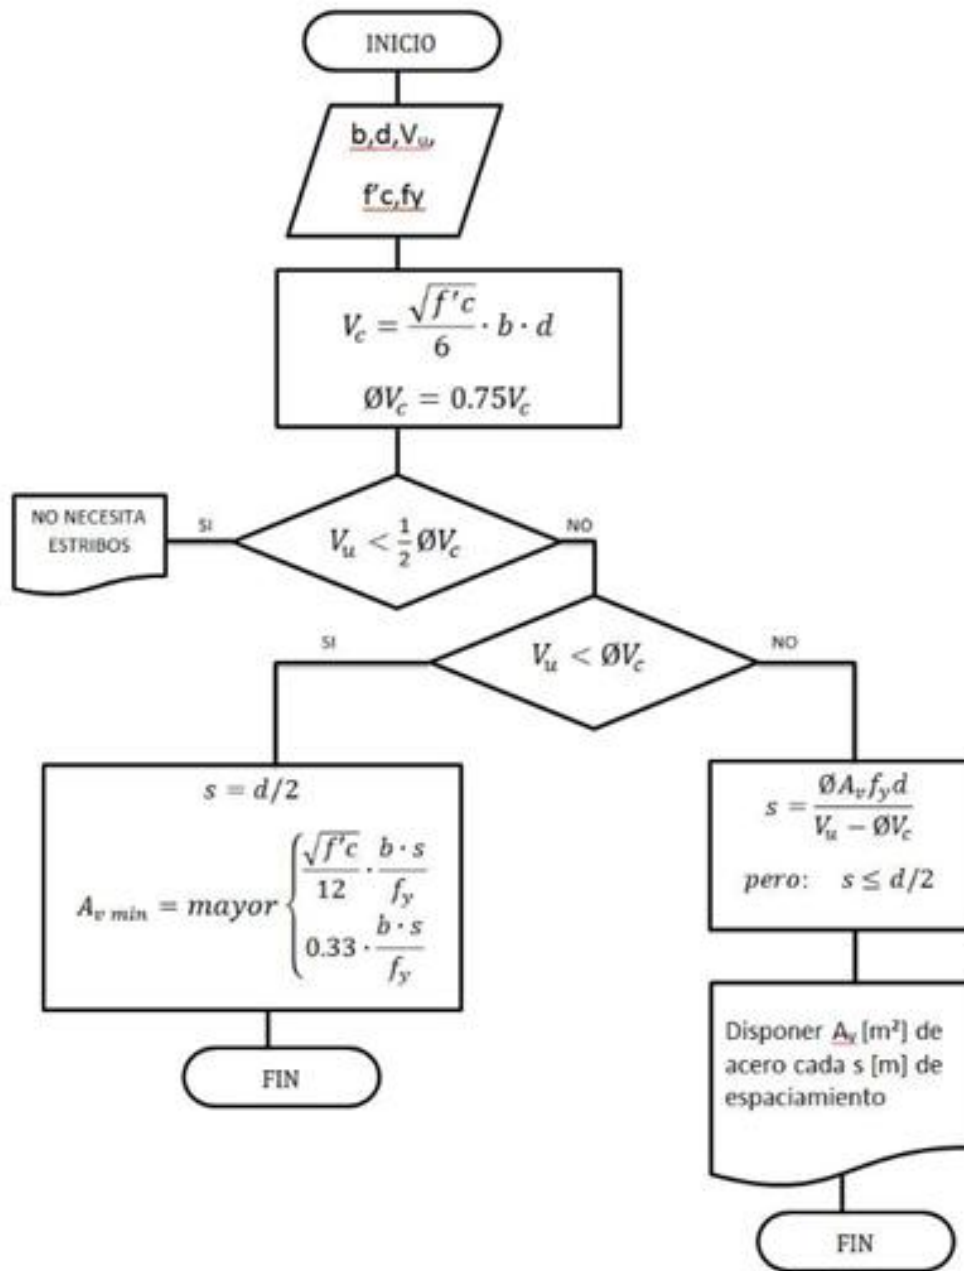 INICIO
b,d,Vᵤ,
f'c,fy
V_c = √f'c / 6 · b · d
ØV_c = 0.75V_c
NO NECESITA
ESTRIBOS
SI
V_u < 1/2 ØV_c
NO
SI
V_u < ØV_c
NO
s = d/2
A_v min = mayor { √f'c / 12 · b · s / f_y
0.33 · b · s / f_y
FIN
s = ØA_v f_y d / V_u − ØV_c
pero: s ≤ d/2
Disponer A_v [m²] de
acero cada s [m] de
espaciamiento
FIN